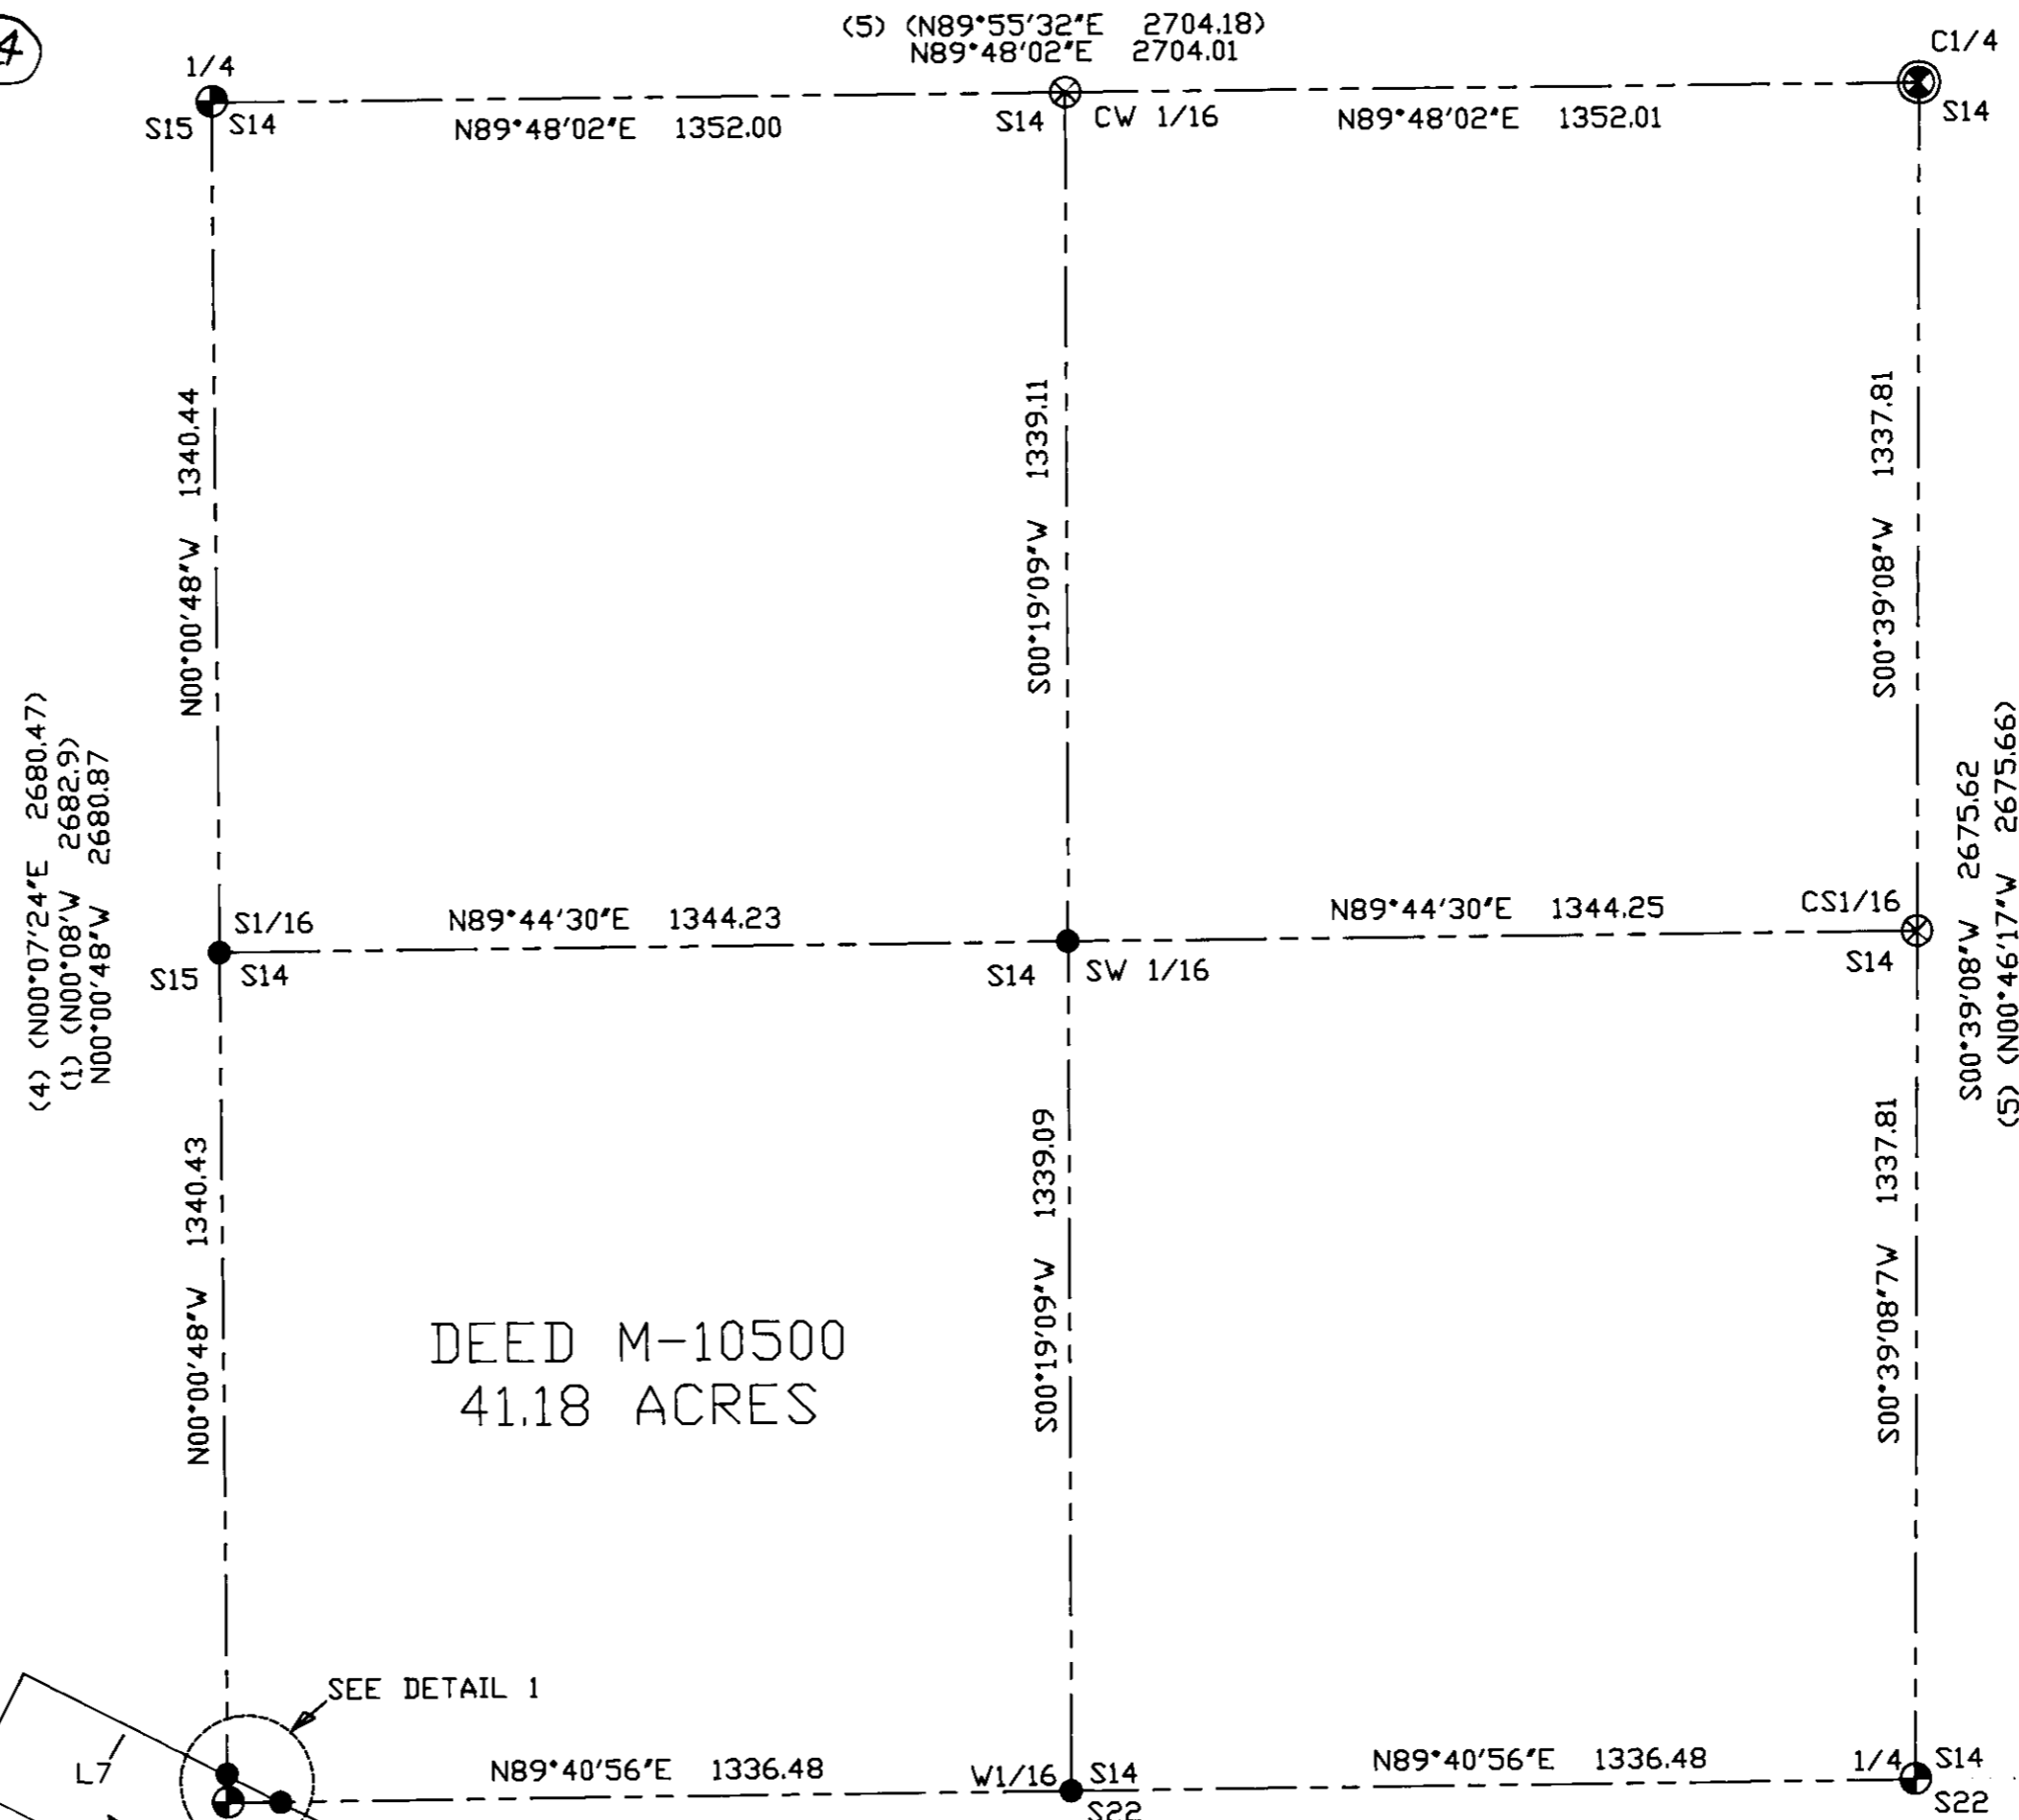 4
(5) (N89°55'32"E 2704.18)
N89°48'02"E 2704.01
C1/4
1/4
S15 S14
N89°48'02"E 1352.00
S14 CW 1/16
N89°48'02"E 1352.01
S14
N00°00'48"W 1340.44
S00°19'09"W 1339.11
S00°39'08"W 1337.81
(4) (N00°07'24"E 2680.47)
(1) (N00°08'W 2682.9)
N00°00'48"W 2680.87
S00°39'08"W 2675.62
(5) (N00°46'17"W 2675.66)
S1/16
N89°44'30"E 1344.23
N89°44'30"E 1344.25
CS1/16
S15 S14
S14 SW 1/16
S14
N00°00'48"W 1340.43
S00°19'09"W 1339.09
S00°39'08"7W 1337.81
DEED M-10500
41.18 ACRES
SEE DETAIL 1
L7
N89°40'56"E 1336.48
W1/16 S14
S22
N89°40'56"E 1336.48
1/4 S14
S22